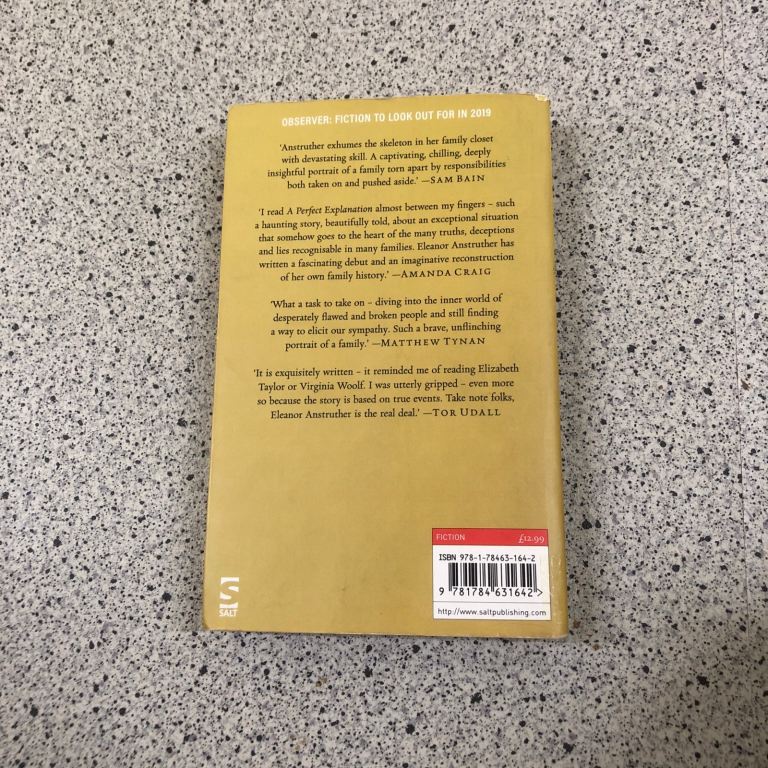 OBSERVER: FICTION TO LOOK OUT FOR IN 2019
‘Anstruther exhumes the skeleton in her family closet
with devastating skill. A captivating, chilling, deeply
insightful portrait of a family torn apart by responsibilities
both taken on and pushed aside.’ —SAM BAIN
‘I read A Perfect Explanation almost between my fingers – such
a haunting story, beautifully told, about an exceptional situation
that somehow goes to the heart of the many truths, deceptions
and lies recognisable in many families. Eleanor Anstruther has
written a fascinating debut and an imaginative reconstruction
of her own family history.’ —AMANDA CRAIG
‘What a task to take on – diving into the inner world of
desperately flawed and broken people and still finding
a way to elicit our sympathy. Such a brave, unflinching
portrait of a family.’ —MATTHEW TYNAN
‘It is exquisitely written – it reminded me of reading Elizabeth
Taylor or Virginia Woolf. I was utterly gripped – even more
so because the story is based on true events. Take note folks,
Eleanor Anstruther is the real deal.’ —TOR UDALL
FICTION £12.99
ISBN 978-1-78463-164-2
9 781784 631642 >
http://www.saltpublishing.com
S
SALT